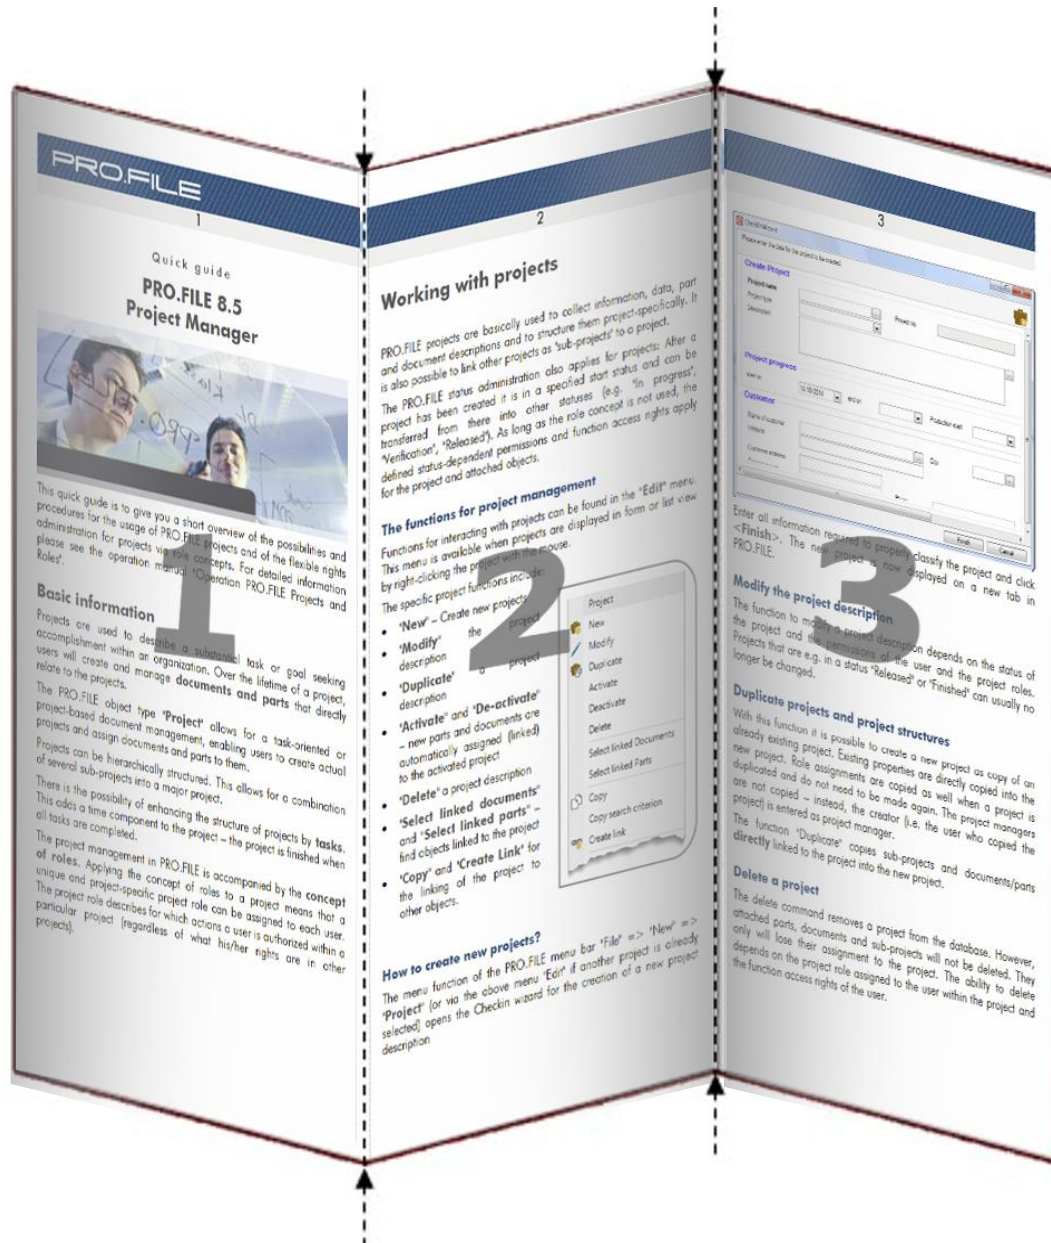 PRO.FILE
1
Quick guide
PRO.FILE 8.5
Project Manager
This quick guide is to give you a short overview of the possibilities and
procedures for the usage of PRO.FILE projects and of the flexible rights
administration for projects via role concepts. For detailed information
please see the operation manual "Operation PRO.FILE Projects and
Roles".
1
Basic information
Projects are used to describe a substantial task or goal seeking
accomplishment within an organization. Over the lifetime of a project,
users will create and manage documents and parts that directly
relate to the projects.
The PRO.FILE object type "Project" allows for a task-oriented or
project-based document management, enabling users to create actual
projects and assign documents and parts to them.
Projects can be hierarchically structured. This allows for a combination
of several sub-projects into a major project.
There is the possibility of enhancing the structure of projects by tasks.
This adds a time component to the project – the project is finished when
all tasks are completed.
The project management in PRO.FILE is accompanied by the concept
of roles. Applying the concept of roles to a project means that a
unique and project-specific project role can be assigned to each user.
The project role describes for which actions a user is authorized within a
particular project (regardless of what his/her rights are in other
projects).
2
Working with projects
PRO.FILE projects are basically used to collect information, data, part
and document descriptions and to structure them project-specifically. It
is also possible to link other projects as "sub-projects" to a project.
The PRO.FILE status administration also applies for projects: After a
project has been created it is in a specified start status and can be
transferred from there into other statuses (e.g. "In progress",
"Verification", "Released"). As long as the role concept is not used, the
defined status-dependent permissions and function access rights apply
for the project and attached objects.
The functions for project management
Functions for interacting with projects can be found in the "Edit" menu.
This menu is available when projects are displayed in form or list view
by right-clicking the project with the mouse.
The specific project functions include:
2
• "New" – Create new projects
• "Modify" the project
description
• "Duplicate" a project
description
• "Activate" and "De-activate"
– new parts and documents are
automatically assigned (linked)
to the activated project
• "Delete" a project description
• "Select linked documents"
and "Select linked parts" –
find objects linked to the project
• "Copy" and "Create Link" for
the linking of the project to
other objects.
Project
New
Modify
Duplicate
Activate
Deactivate
Delete
Select linked Documents
Select linked Parts
Copy
Copy search criterion
Create link
How to create new projects?
The menu function of the PRO.FILE menu bar "File" => "New" =>
"Project" (or via the above menu "Edit" if another project is already
selected) opens the Checkin wizard for the creation of a new project
description
3
Please enter the data for the project to be created.
Create Project
Project name
Project type
Project no
Description
Project progress
start on
14.10.2014
end on
Production start
Customer
Name of customer
City
Customer address
Finish
Cancel
Enter all information required to properly classify the project and click
<Finish>. The new project is now displayed on a new tab in
PRO.FILE.
3
Modify the project description
The function to modify a project description depends on the status of
the project and the permissions of the user and the project roles.
Projects that are e.g. in a status "Released" or "Finished" can usually no
longer be changed.
Duplicate projects and project structures
With this function it is possible to create a new project as copy of an
already existing project. Existing properties are directly copied into the
new project. Role assignments are copied as well when a project is
duplicated and do not need to be made again. The project managers
are not copied – instead, the creator (i.e. the user who copied the
project) is entered as project manager.
The function "Duplicate" copies sub-projects and documents/parts
directly linked to the project into the new project.
Delete a project
The delete command removes a project from the database. However,
attached parts, documents and sub-projects will not be deleted. They
only will lose their assignment to the project. The ability to delete
depends on the project role assigned to the user within the project and
the function access rights of the user.